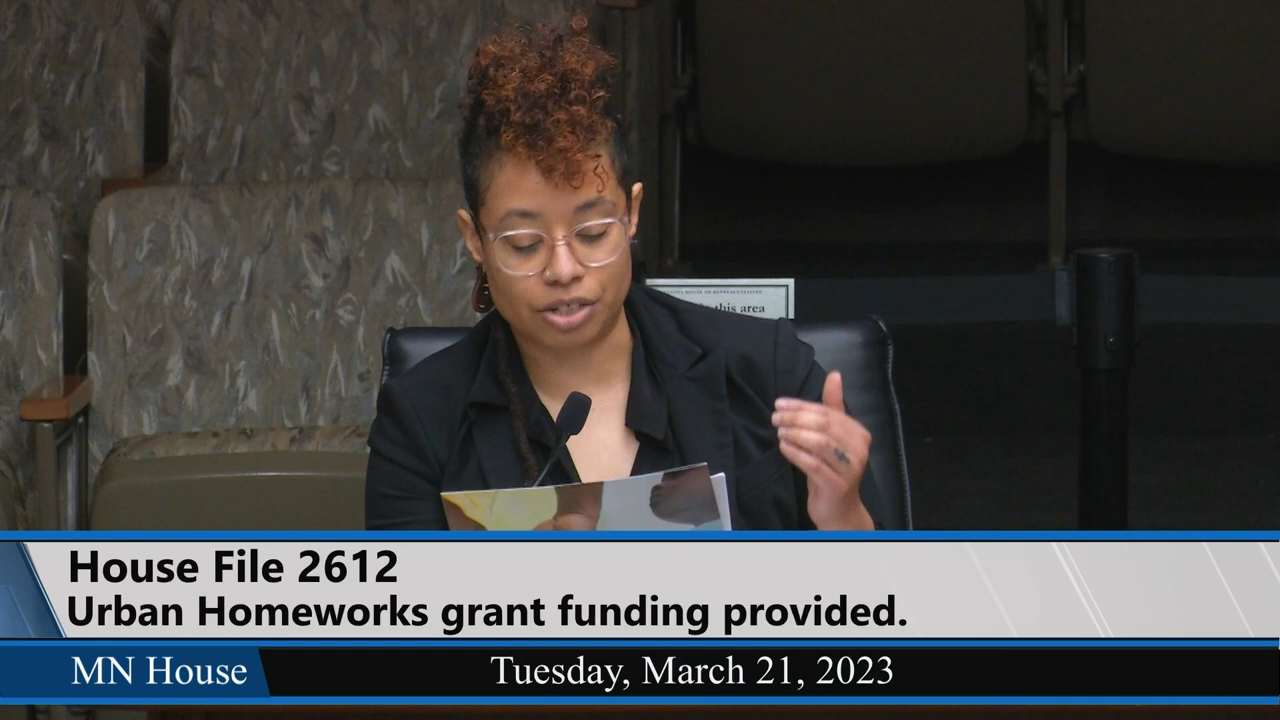 this area
House File 2612
Urban Homeworks grant funding provided.
MN House
Tuesday, March 21, 2023